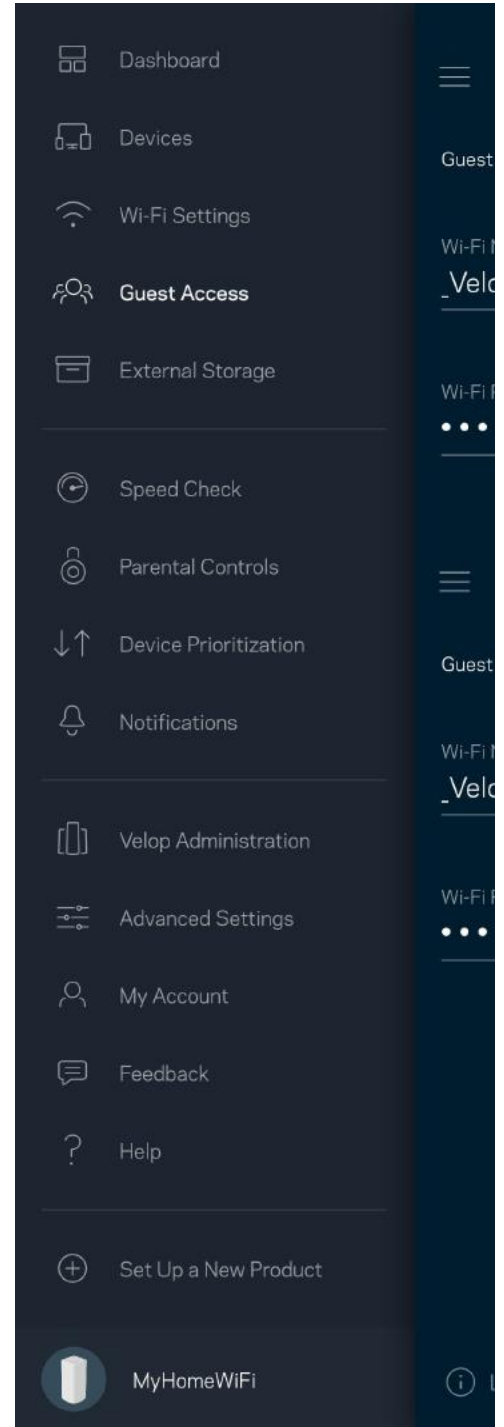 Dashboard
Devices
Wi-Fi Settings
Guest Access
External Storage
Speed Check
Parental Controls
Device Prioritization
Notifications
Velop Administration
Advanced Settings
My Account
Feedback
Help
Set Up a New Product
MyHomeWiFi
Guest
Wi-Fi
_Velo
Wi-Fi
Guest
Wi-Fi
_Velo
Wi-Fi